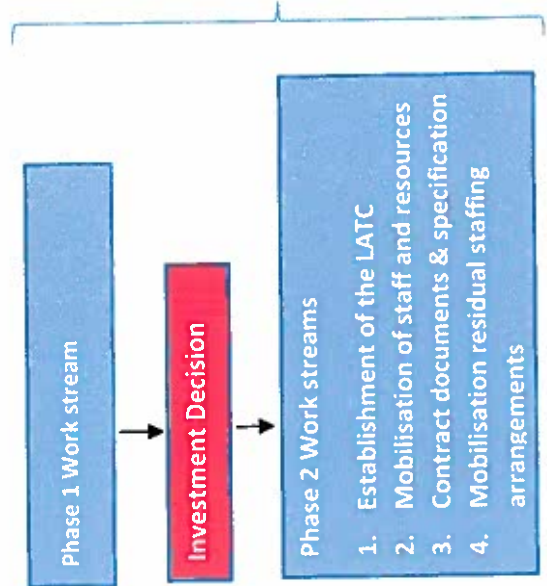 Phase 1 Work stream
Investment Decision
Phase 2 Work streams
1. Establishment of the LATC
2. Mobilisation of staff and resources
3. Contract documents & specification
4. Mobilisation residual staffing
arrangements